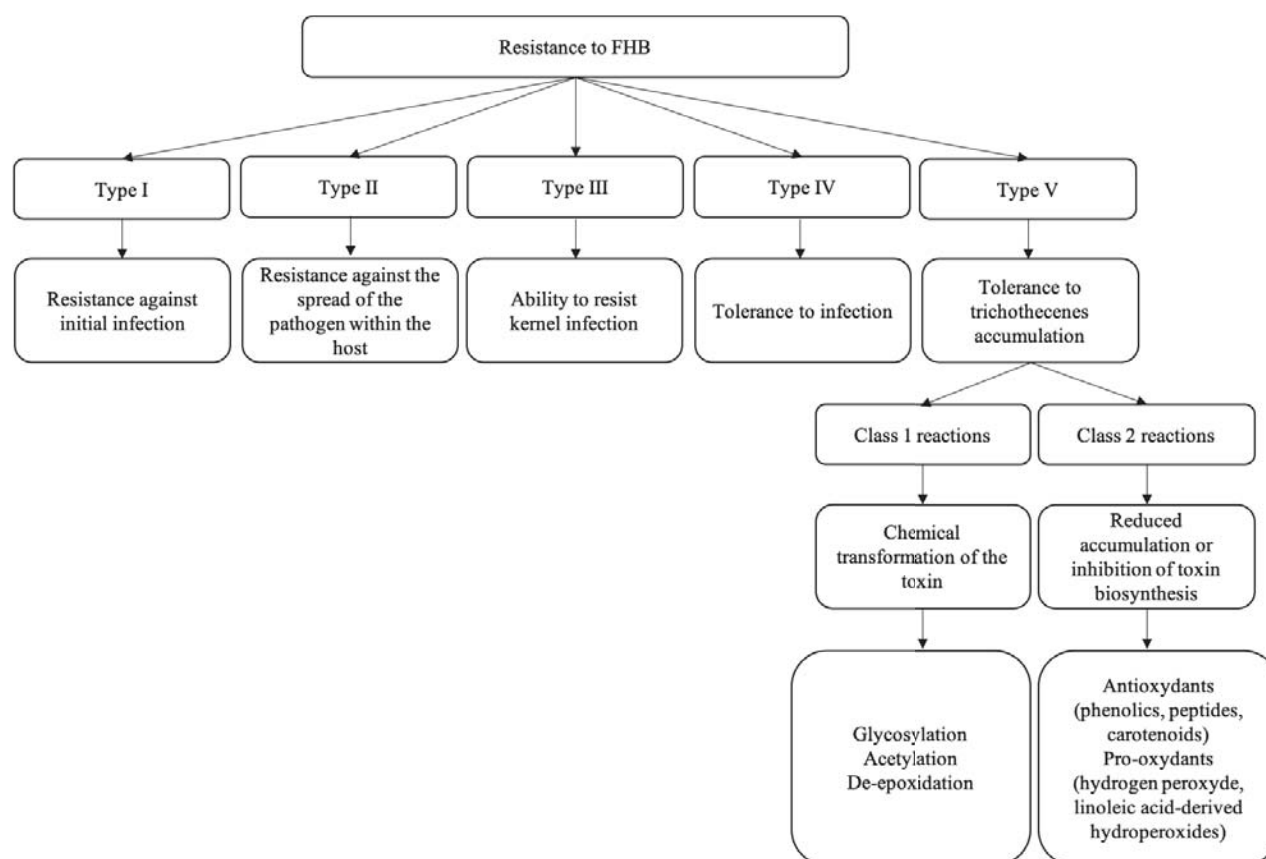 Resistance to FHB
Type I
Type II
Type III
Type IV
Type V
Resistance against
initial infection
Resistance against the
spread of the
pathogen within the
host
Ability to resist
kernel infection
Tolerance to infection
Tolerance to
trichothecenes
accumulation
Class 1 reactions
Class 2 reactions
Chemical
transformation of the
toxin
Reduced
accumulation or
inhibition of toxin
biosynthesis
Glycosylation
Acetylation
De-epoxidation
Antioxydants
(phenolics, peptides,
carotenoids)
Pro-oxydants
(hydrogen peroxyde,
linoleic acid-derived
hydroperoxides)